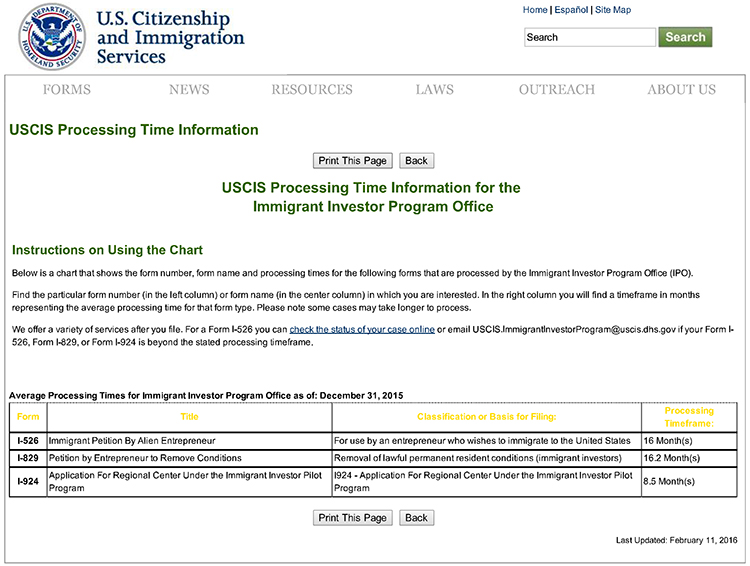 U.S. DEPARTMENT OF
HOMELAND SECURITY
U.S. Citizenship
and Immigration
Services
Home | Español | Site Map
Search Search
FORMS NEWS RESOURCES LAWS OUTREACH ABOUT US
USCIS Processing Time Information
Print This Page Back
USCIS Processing Time Information for the
Immigrant Investor Program Office
Instructions on Using the Chart
Below is a chart that shows the form number, form name and processing times for the following forms that are processed by the Immigrant Investor Program Office (IPO).
Find the particular form number (in the left column) or form name (in the center column) in which you are interested. In the right column you will find a timeframe in months
representing the average processing time for that form type. Please note some cases may take longer to process.
We offer a variety of services after you file. For a Form I-526 you can check the status of your case online or email USCIS.ImmigrantInvestorProgram@uscis.dhs.gov if your Form I-
526, Form I-829, or Form I-924 is beyond the stated processing timeframe.
Average Processing Times for Immigrant Investor Program Office as of: December 31, 2015
Form Title Classification or Basis for Filing: Processing
Timeframe:
I-526 Immigrant Petition By Alien Entrepreneur For use by an entrepreneur who wishes to immigrate to the United States 16 Month(s)
I-829 Petition by Entrepreneur to Remove Conditions Removal of lawful permanent resident conditions (immigrant investors) 16.2 Month(s)
I-924 Application For Regional Center Under the Immigrant Investor Pilot
Program I924 - Application For Regional Center Under the Immigrant Investor Pilot
Program 8.5 Month(s)
Print This Page Back
Last Updated: February 11, 2016